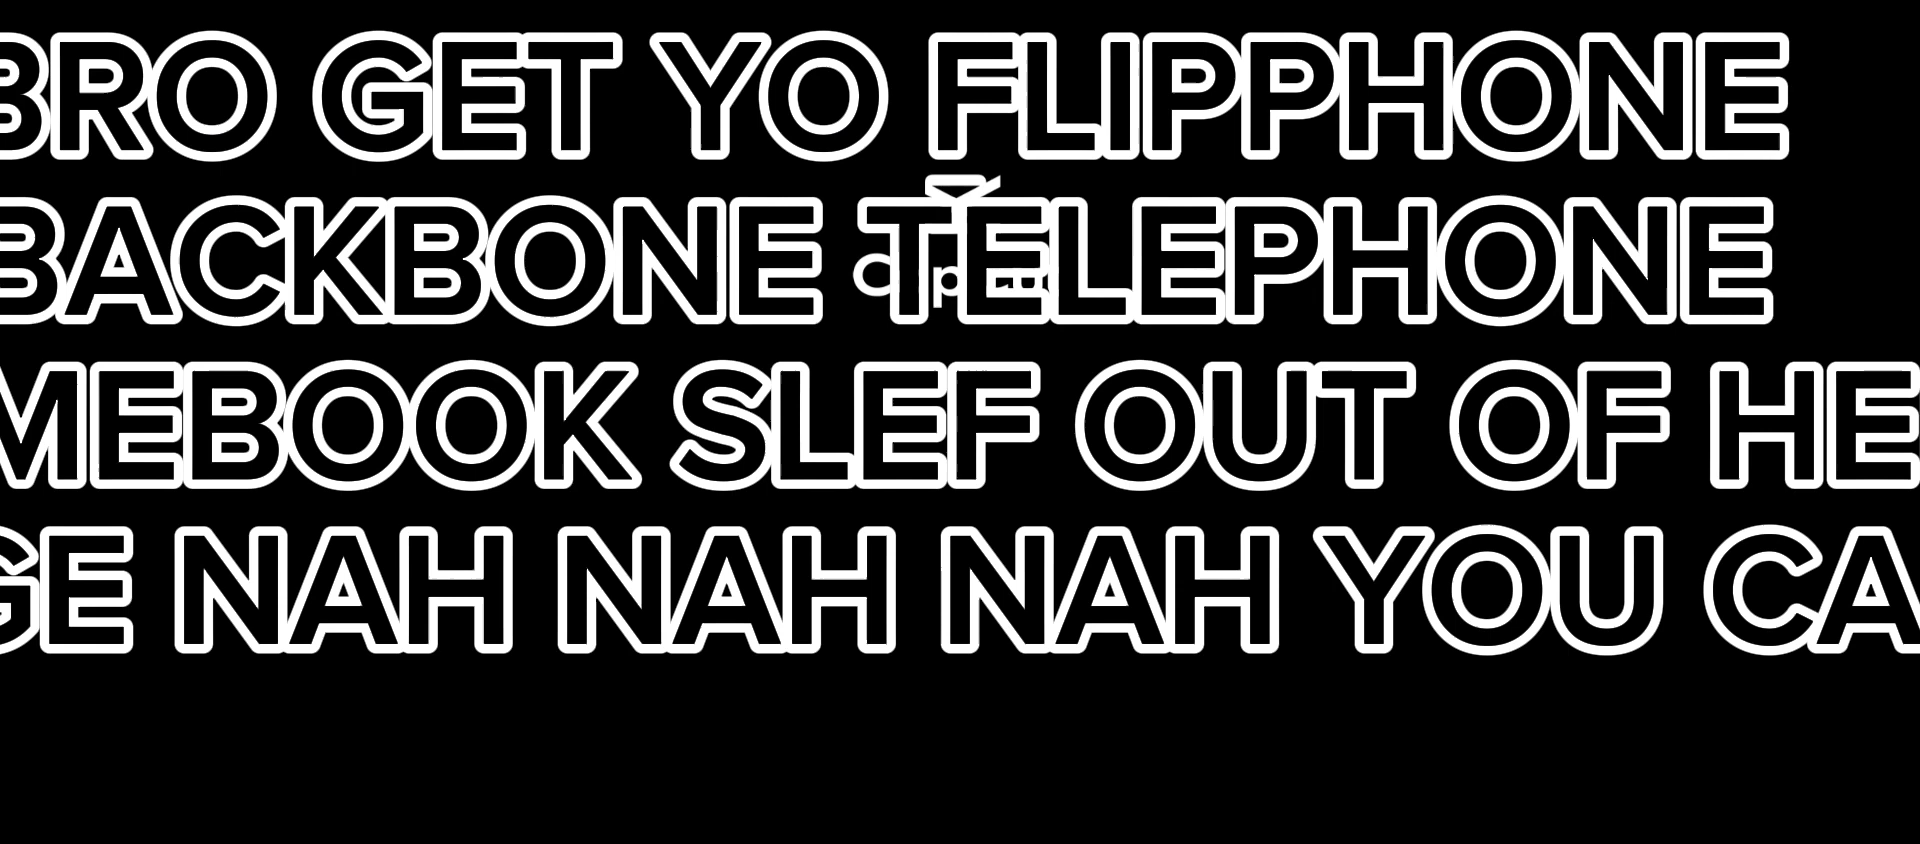 BRO GET YO FLIPPHONE
BACKBONE TELEPHONE
MEBOOK SLEF OUT OF HE
GE NAH NAH NAH YOU CA